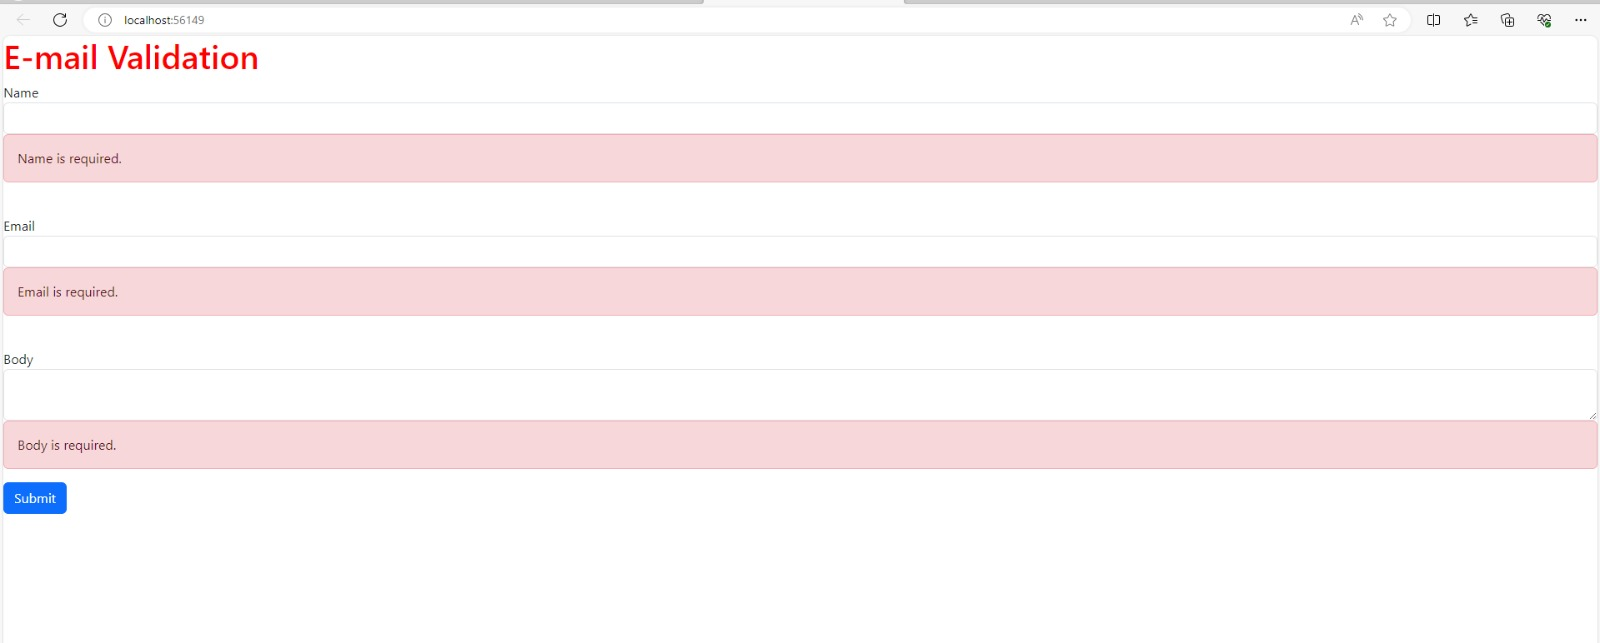 localhost:56149
E-mail Validation
Name
Name is required.
Email
Email is required.
Body
Body is required.
Submit